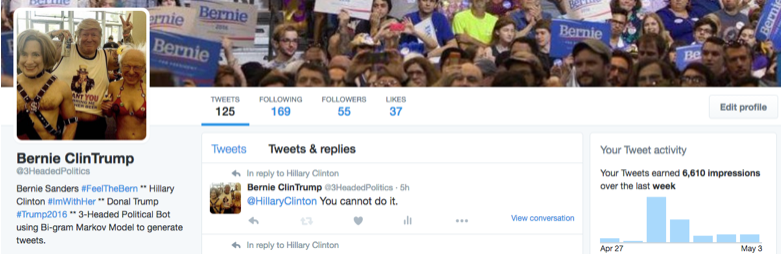 Bernie
Bernie
Bernie
Bernie
Bernie
TWEETS FOLLOWING FOLLOWERS LIKES
125 169 55 37
Edit profile
Bernie ClinTrump
@3HeadedPolitics
Bernie Sanders #FeelTheBern ** Hillary
Clinton #ImWithHer ** Donal Trump
#Trump2016 ** 3-Headed Political Bot
using Bi-gram Markov Model to generate
tweets.
Tweets Tweets & replies
In reply to Hillary Clinton
Bernie ClinTrump @3HeadedPolitics · 5h
@HillaryClinton You cannot do it.
View conversation
In reply to Hillary Clinton
Your Tweet activity
Your Tweets earned 6,610 impressions
over the last week
Apr 27 May 3